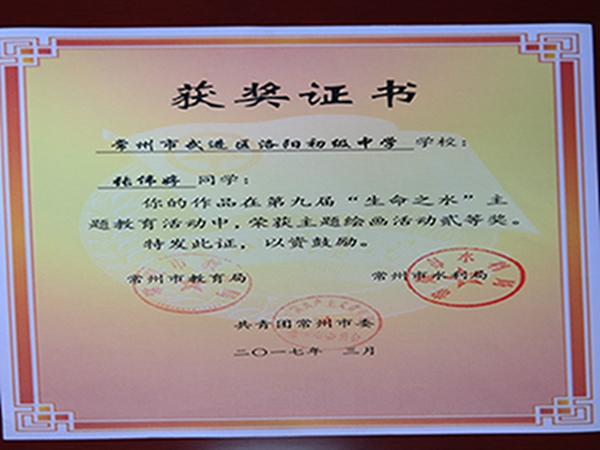 获奖证书
常州市武进区洛阳初级中学 学校:
张伟婷 同学:
你的作品在第九届“生命之水”主
题教育活动中,荣获主题绘画活动贰等奖。
特发此证,以资鼓励。
常州市教育局 常州市水利局
共青团常州市委
二〇一七年 三月